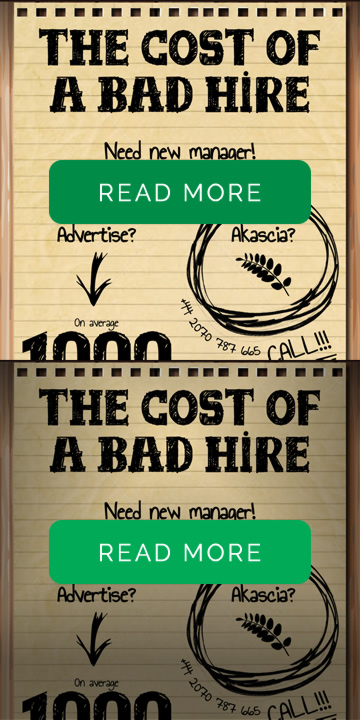 THE COST OF
A BAD HiRE
Need new manager!
READ MORE
Advertise? Akascia?
On average
1000
+44 2070 787 665 CALL!!!
THE COST OF
A BAD HiRE
Need new manager!
READ MORE
Advertise? Akascia?
On average
1000
+44 2070 787 665 CALL!!!